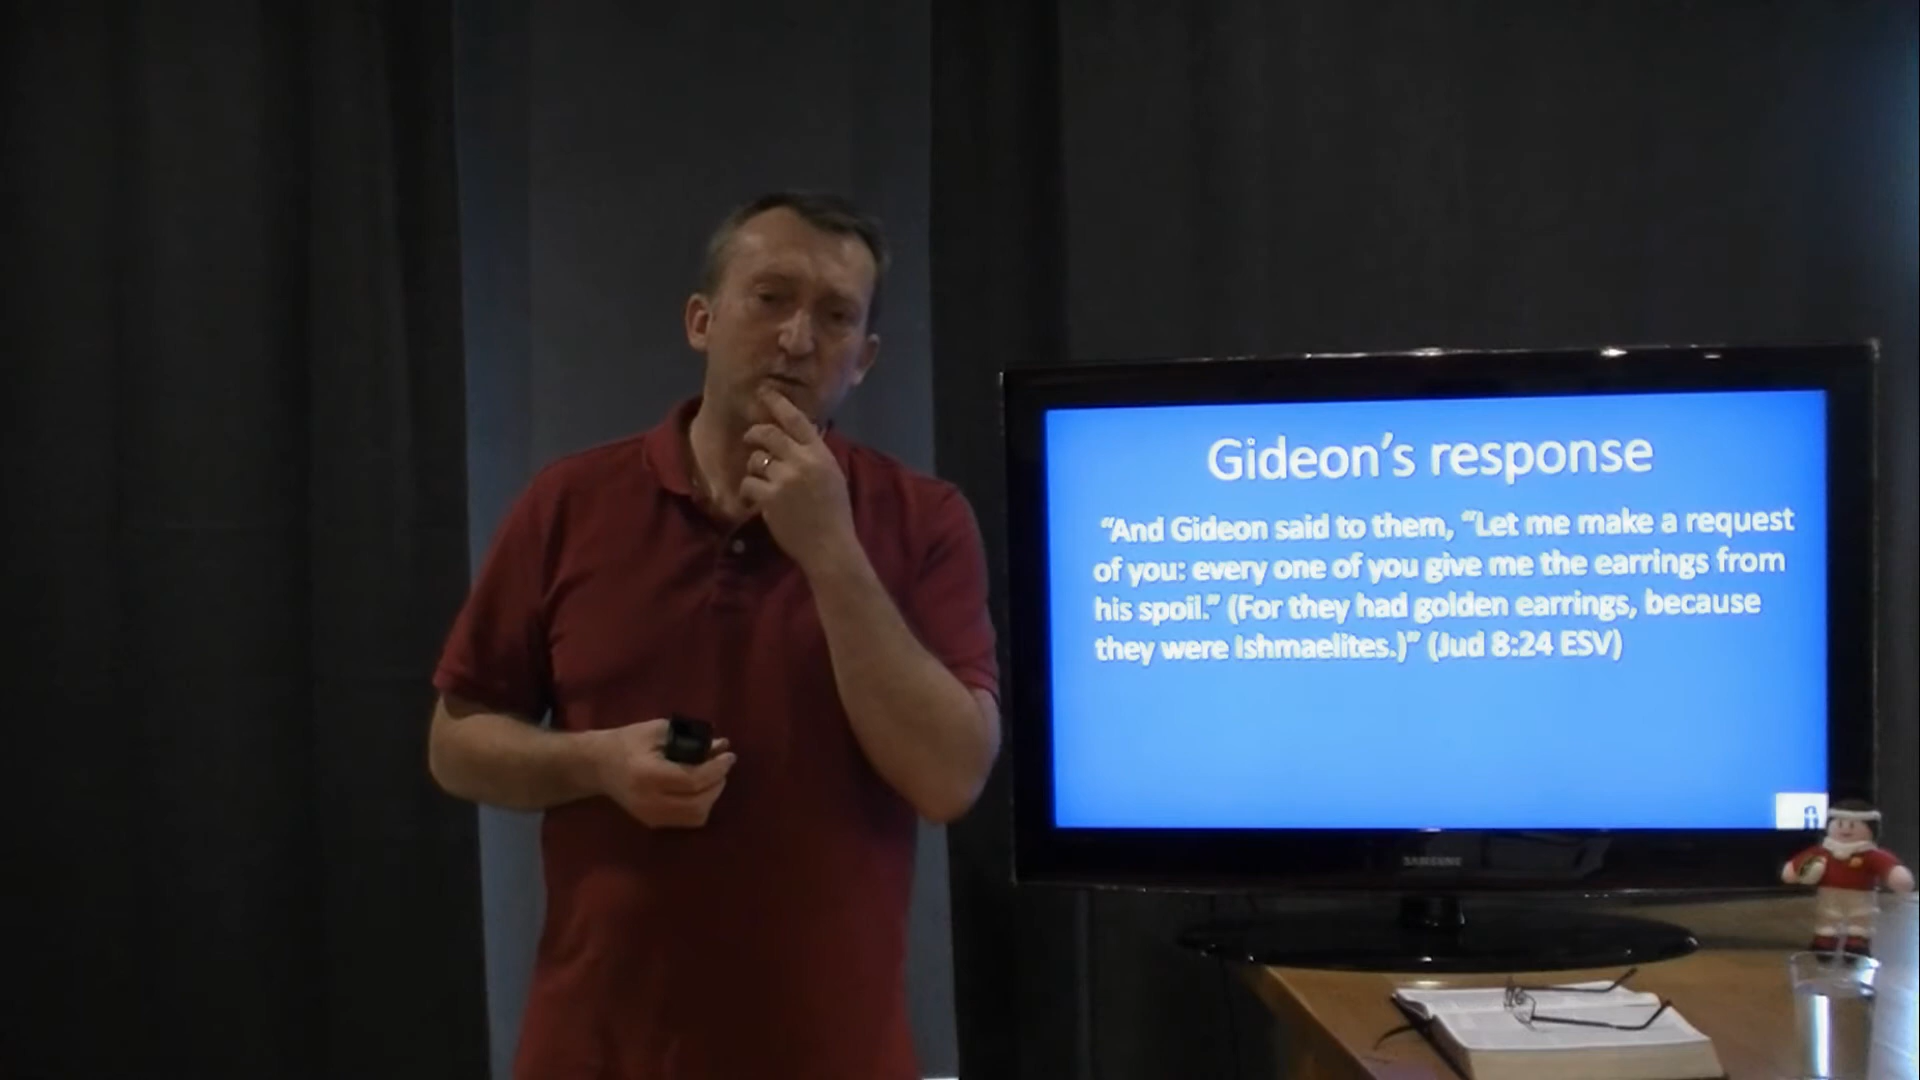 Gideon’s response
“And Gideon said to them, “Let me make a request
of you: every one of you give me the earrings from
his spoil.” (For they had golden earrings, because
they were Ishmaelites.)” (Jud 8:24 ESV)
SAMSUNG